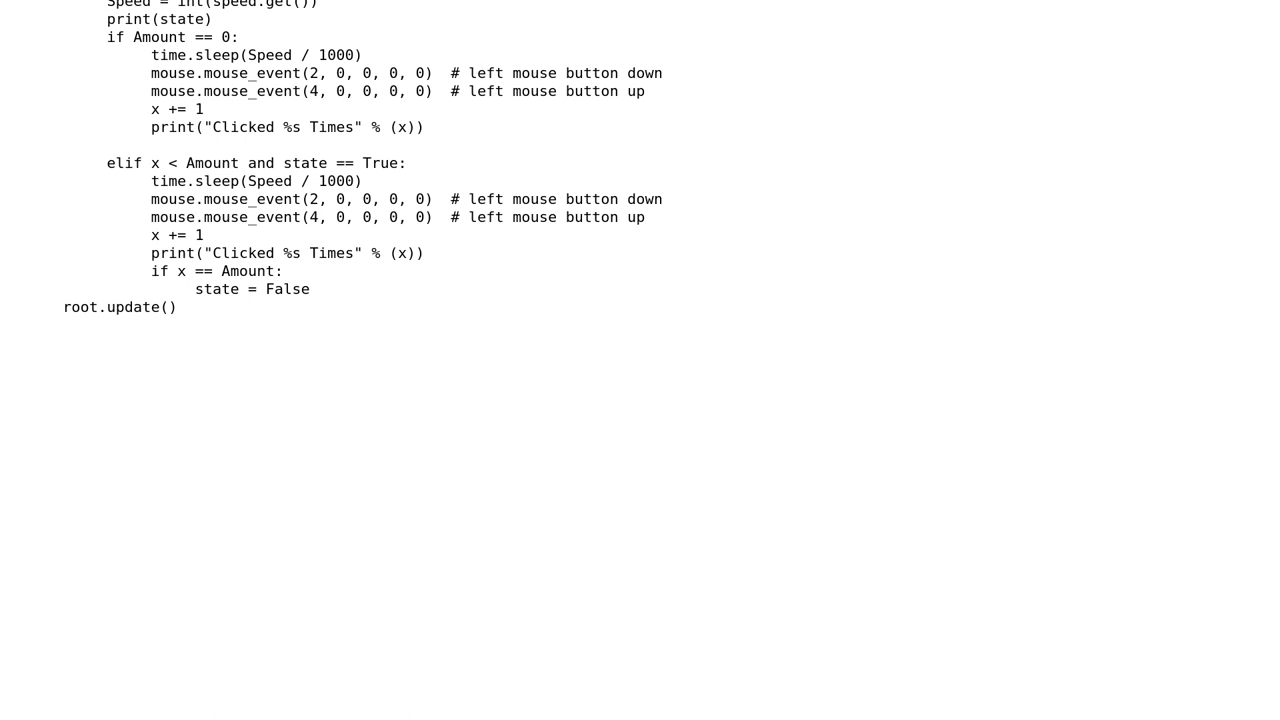 Speed = int(speed.get())
print(state)
if Amount == 0:
time.sleep(Speed / 1000)
mouse.mouse_event(2, 0, 0, 0, 0)  # left mouse button down
mouse.mouse_event(4, 0, 0, 0, 0)  # left mouse button up
x += 1
print("Clicked %s Times" % (x))
elif x < Amount and state == True:
time.sleep(Speed / 1000)
mouse.mouse_event(2, 0, 0, 0, 0)  # left mouse button down
mouse.mouse_event(4, 0, 0, 0, 0)  # left mouse button up
x += 1
print("Clicked %s Times" % (x))
if x == Amount:
state = False
root.update()